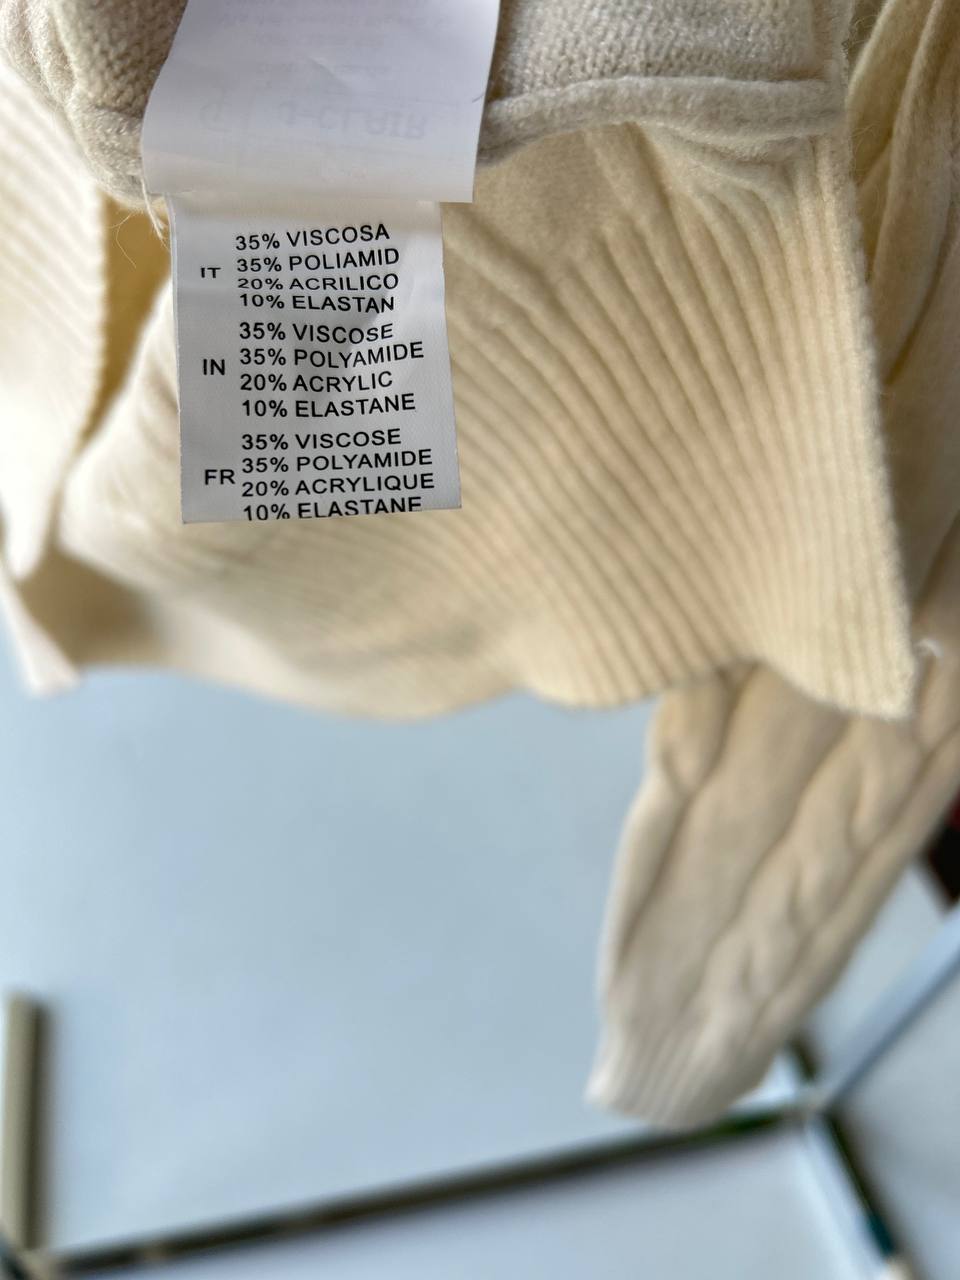 35% VISCOSA
IT 35% POLIAMID
20% ACRILICO
10% ELASTAN
35% VISCOSE
IN 35% POLYAMIDE
20% ACRYLIC
10% ELASTANE
35% VISCOSE
FR 35% POLYAMIDE
20% ACRYLIQUE
10% ELASTANE